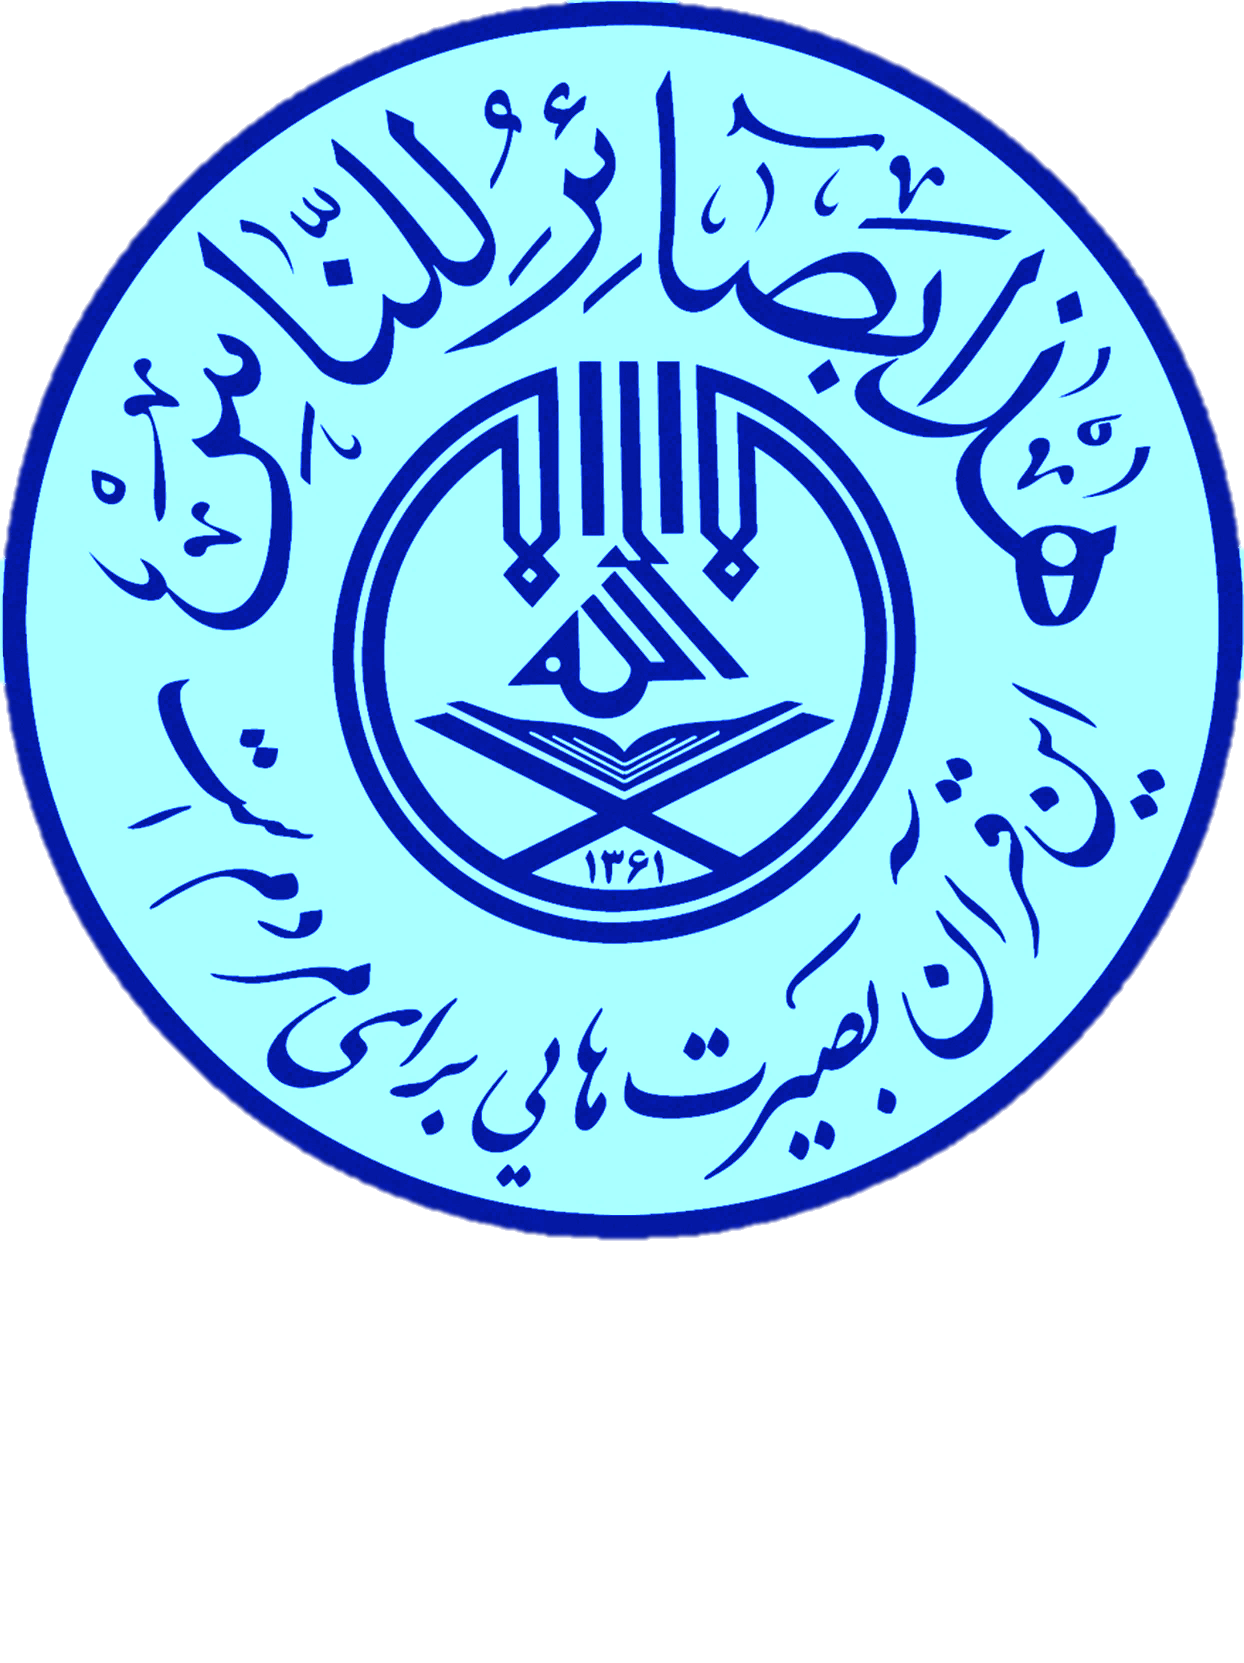 هَٰذَا بَصَائِرُ لِلنَّاسِ
الله
۱۳۶۱
این قرآن بصیرت هایی برای مردم است